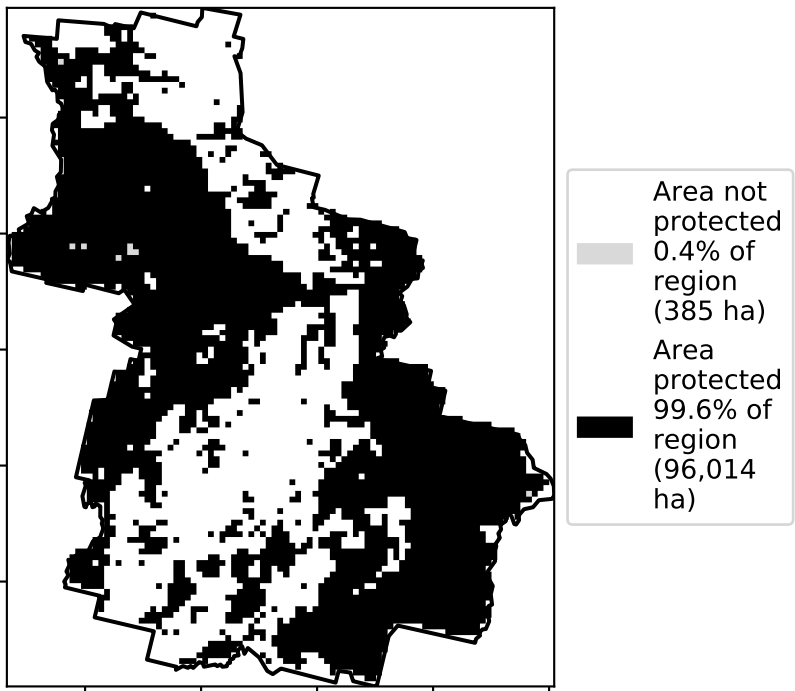 Area not
protected
0.4% of
region
(385 ha)
Area
protected
99.6% of
region
(96,014
ha)